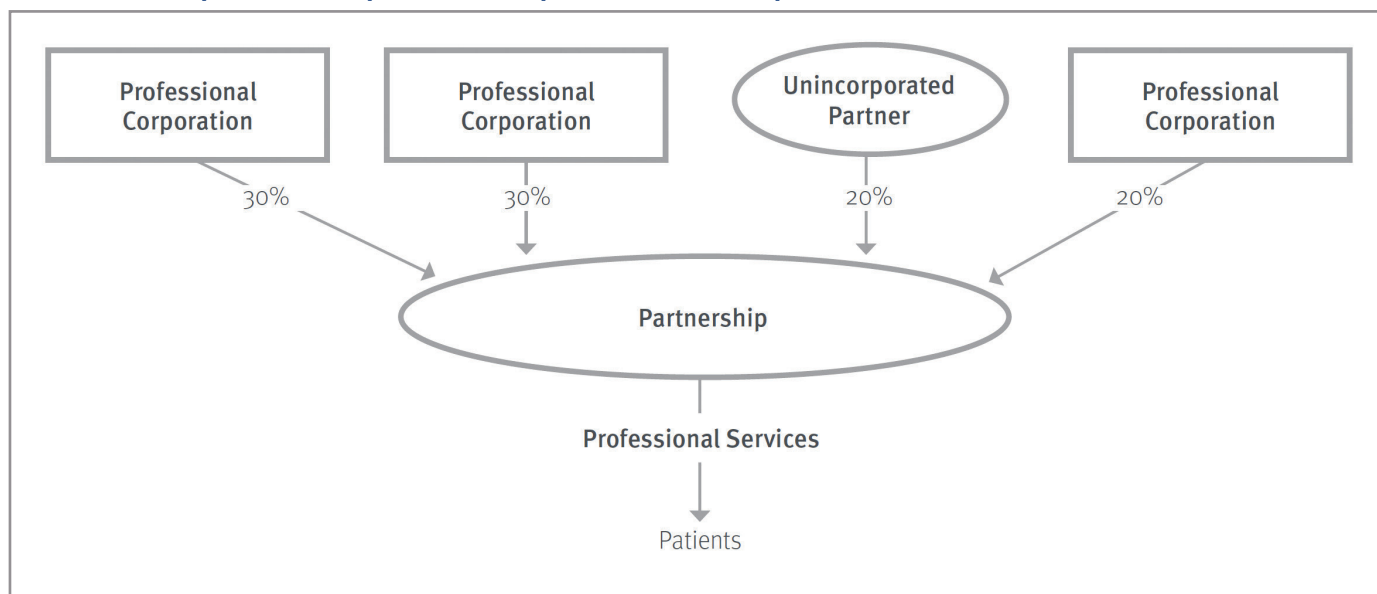 Professional
Corporation
Professional
Corporation
Unincorporated
Partner
Professional
Corporation
30%
30%
20%
20%
Partnership
Professional Services
Patients